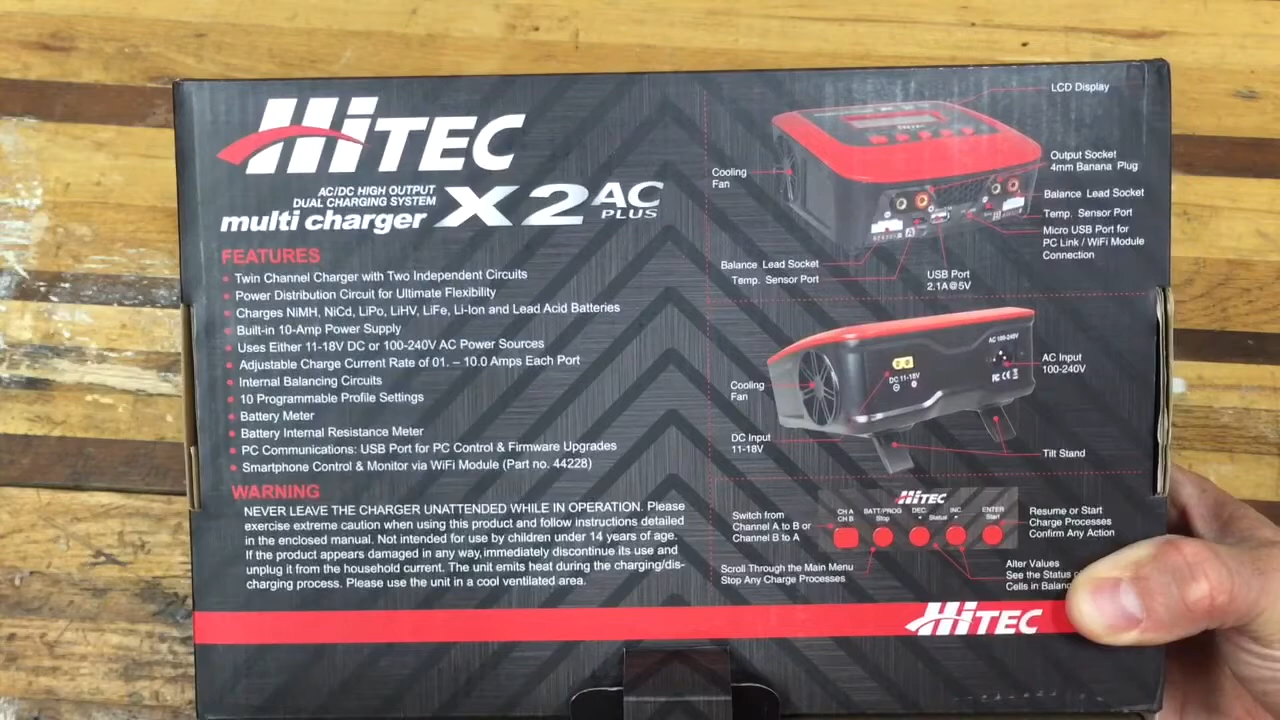 HiTEC
AC/DC HIGH OUTPUT
DUAL CHARGING SYSTEM
multi charger X2 AC PLUS
FEATURES
• Twin Channel Charger with Two Independent Circuits
• Power Distribution Circuit for Ultimate Flexibility
• Charges NiMH, NiCd, LiPo, LiHV, LiFe, Li-Ion and Lead Acid Batteries
• Built-in 10-Amp Power Supply
• Uses Either 11-18V DC or 100-240V AC Power Sources
• Adjustable Charge Current Rate of 01. – 10.0 Amps Each Port
• Internal Balancing Circuits
• 10 Programmable Profile Settings
• Battery Meter
• Battery Internal Resistance Meter
• PC Communications: USB Port for PC Control & Firmware Upgrades
• Smartphone Control & Monitor via WiFi Module (Part no. 44228)
WARNING
NEVER LEAVE THE CHARGER UNATTENDED WHILE IN OPERATION. Please
exercise extreme caution when using this product and follow instructions detailed
in the enclosed manual. Not intended for use by children under 14 years of age.
If the product appears damaged in any way, immediately discontinue its use and
unplug it from the household current. The unit emits heat during the charging/dis-
charging process. Please use the unit in a cool ventilated area.
LCD Display
Cooling
Fan
Output Socket
4mm Banana Plug
Balance Lead Socket
Temp. Sensor Port
Micro USB Port for
PC Link / WiFi Module
Connection
Balance Lead Socket
Temp. Sensor Port
USB Port
2.1A@5V
HiTEC
A
Cooling
Fan
DC 11-18V
AC 100-240V
AC Input
100-240V
DC Input
11-18V
Tilt Stand
HiTEC
CH A
CH B
BATT/PROG
Stop
DEC.
Status
INC.
ENTER
Start
Switch from
Channel A to B or
Channel B to A
Resume or Start
Charge Processes
Confirm Any Action
Scroll Through the Main Menu
Stop Any Charge Processes
Alter Values
See the Status
Cells in
HiTEC